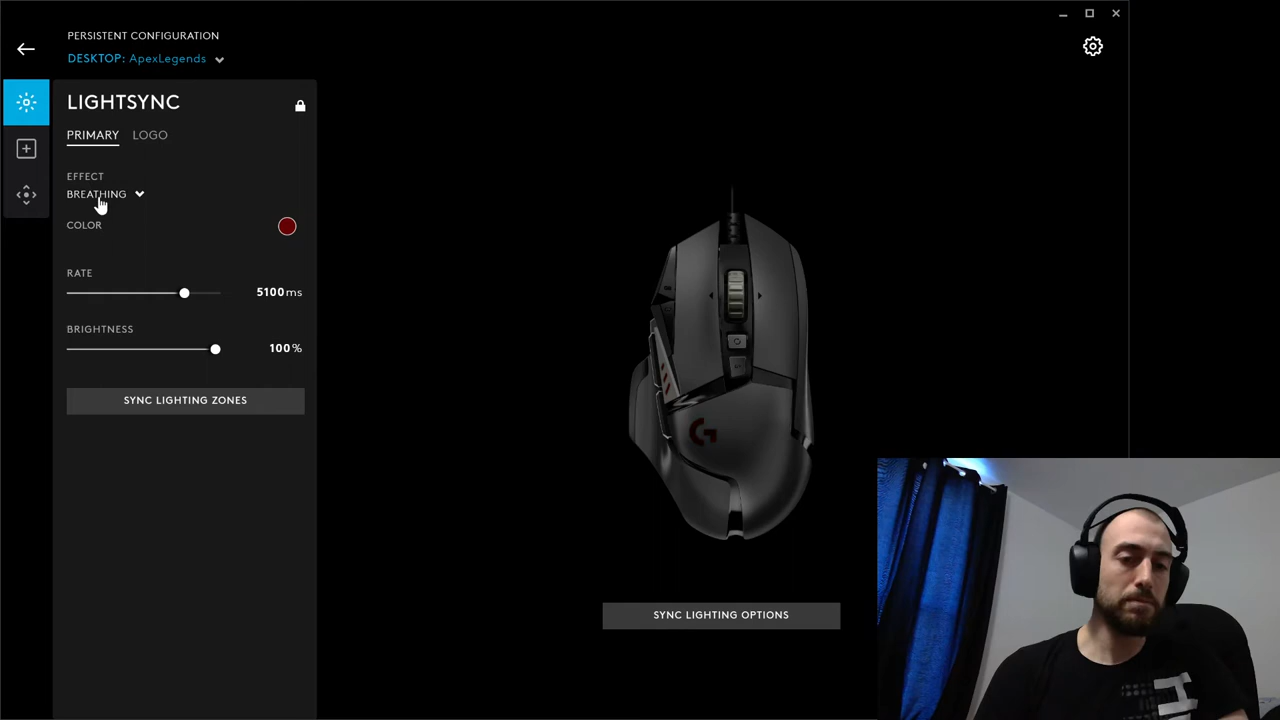 PERSISTENT CONFIGURATION
DESKTOP: ApexLegends
LIGHTSYNC
PRIMARY LOGO
EFFECT
BREATHING
COLOR
RATE
5100 ms
BRIGHTNESS
100 %
SYNC LIGHTING ZONES
SYNC LIGHTING OPTIONS